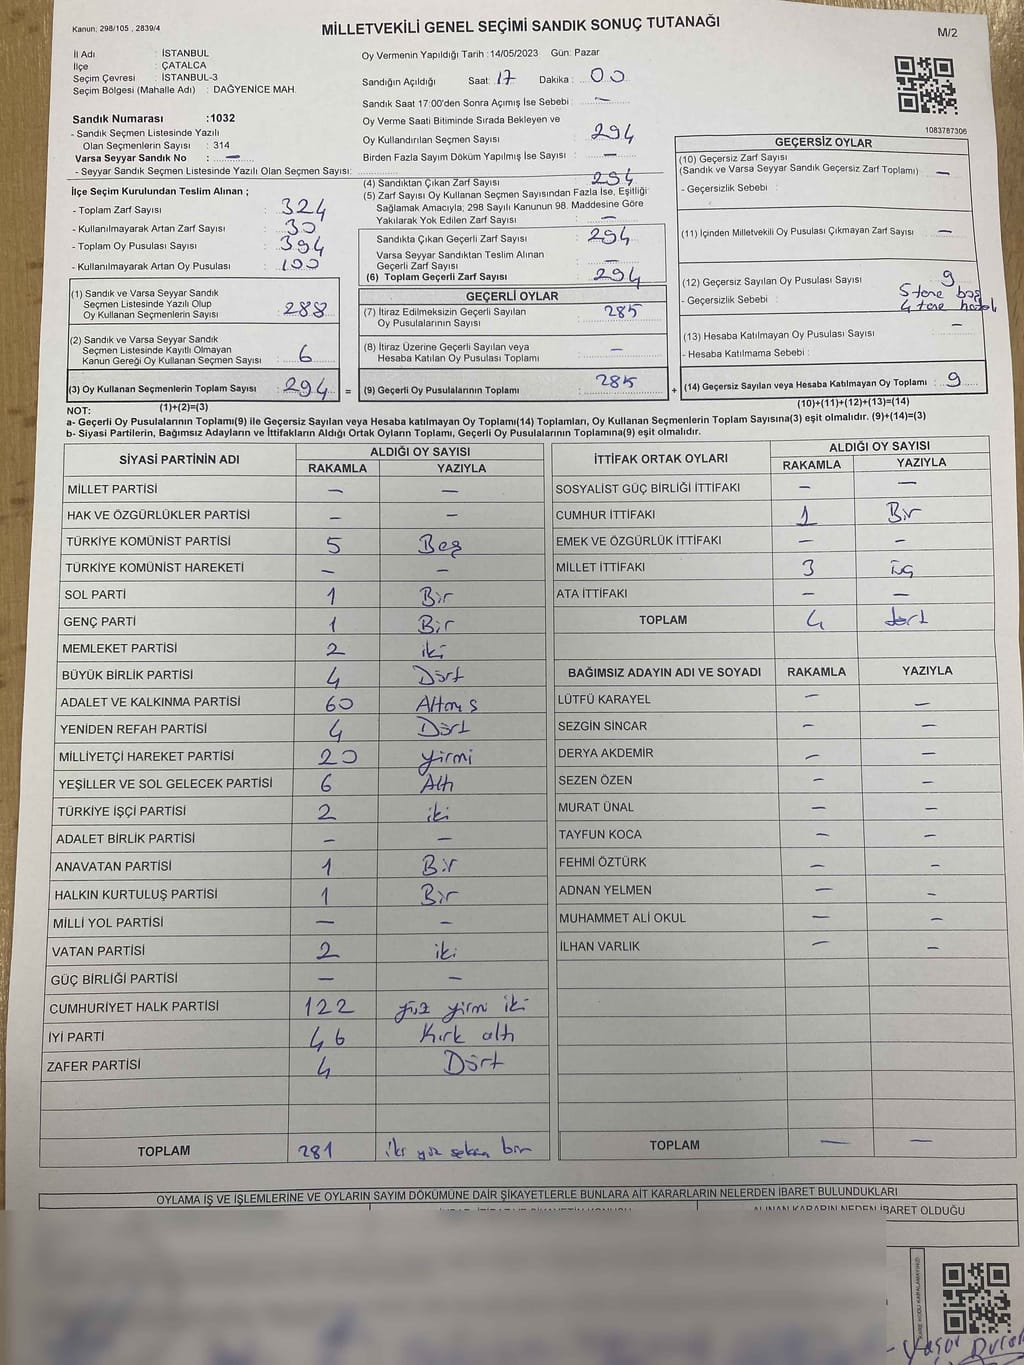 Kanun: 298/105 , 2839/4
MİLLETVEKİLİ GENEL SEÇİMİ SANDIK SONUÇ TUTANAĞI
M/2
İl Adı : İSTANBUL
İlçe : ÇATALCA
Seçim Çevresi : İSTANBUL-3
Seçim Bölgesi (Mahalle Adı) : DAĞYENİCE MAH.
Sandık Numarası :1032
- Sandık Seçmen Listesinde Yazılı
Olan Seçmenlerin Sayısı : 314
Varsa Seyyar Sandık No : —
- Seyyar Sandık Seçmen Listesinde Yazılı Olan Seçmen Sayısı:
Oy Vermenin Yapıldığı Tarih :14/05/2023 Gün: Pazar
Sandığın Açıldığı Saat: 17 Dakika : 00
Sandık Saat 17:00'den Sonra Açımış İse Sebebi : —
Oy Verme Saati Bitiminde Sırada Bekleyen ve
Oy Kullandırılan Seçmen Sayısı : 294
Birden Fazla Sayım Döküm Yapılmış İse Sayısı : —
1083787306
İlçe Seçim Kurulundan Teslim Alınan ;
- Toplam Zarf Sayısı : 324
- Kullanılmayarak Artan Zarf Sayısı : 30
- Toplam Oy Pusulası Sayısı : 394
- Kullanılmayarak Artan Oy Pusulası : 100
(4) Sandıktan Çıkan Zarf Sayısı : 294
(5) Zarf Sayısı Oy Kullanan Seçmen Sayısından Fazla İse, Eşitliği
Sağlamak Amacıyla; 298 Sayılı Kanunun 98. Maddesine Göre
Yakılarak Yok Edilen Zarf Sayısı : —
Sandıkta Çıkan Geçerli Zarf Sayısı : 294
Varsa Seyyar Sandıktan Teslim Alınan
Geçerli Zarf Sayısı : —
(6) Toplam Geçerli Zarf Sayısı : 294
GEÇERSİZ OYLAR
(10) Geçersiz Zarf Sayısı
(Sandık ve Varsa Seyyar Sandık Geçersiz Zarf Toplamı) : —
- Geçersizlik Sebebi :
(11) İçinden Milletvekili Oy Pusulası Çıkmayan Zarf Sayısı : —
(12) Geçersiz Sayılan Oy Pusulası Sayısı : 9
- Geçersizlik Sebebi : 5 tane boş
4 tane
(13) Hesaba Katılmayan Oy Pusulası Sayısı : —
- Hesaba Katılmama Sebebi :
(14) Geçersiz Sayılan veya Hesaba Katılmayan Oy Toplamı : 9
(10)+(11)+(12)+(13)=(14)
(1) Sandık ve Varsa Seyyar Sandık
Seçmen Listesinde Yazılı Olup
Oy Kullanan Seçmenlerin Sayısı : 288
(2) Sandık ve Varsa Seyyar Sandık
Seçmen Listesinde Kayıtlı Olmayan
Kanun Gereği Oy Kullanan Seçmen Sayısı : 6
(3) Oy Kullanan Seçmenlerin Toplam Sayısı : 294 =
(1)+(2)=(3)
GEÇERLİ OYLAR
(7) İtiraz Edilmeksizin Geçerli Sayılan
Oy Pusulalarının Sayısı : 285
(8) İtiraz Üzerine Geçerli Sayılan veya
Hesaba Katılan Oy Pusulası Toplamı : —
(9) Geçerli Oy Pusulalarının Toplamı : 285 +
NOT:
a- Geçerli Oy Pusulalarının Toplamı(9) ile Geçersiz Sayılan veya Hesaba katılmayan Oy Toplamı(14) Toplamları, Oy Kullanan Seçmenlerin Toplam Sayısına(3) eşit olmalıdır. (9)+(14)=(3)
b- Siyasi Partilerin, Bağımsız Adayların ve İttifakların Aldığı Ortak Oyların Toplamı, Geçerli Oy Pusulalarının Toplamına(9) eşit olmalıdır.
SİYASİ PARTİNİN ADI ALDIĞI OY SAYISI
RAKAMLA YAZIYLA
MİLLET PARTİSİ — —
HAK VE ÖZGÜRLÜKLER PARTİSİ — —
TÜRKİYE KOMÜNİST PARTİSİ 5 Beş
TÜRKİYE KOMÜNİST HAREKETİ — —
SOL PARTİ 1 Bir
GENÇ PARTİ 1 Bir
MEMLEKET PARTİSİ 2 iki
BÜYÜK BİRLİK PARTİSİ 4 Dört
ADALET VE KALKINMA PARTİSİ 60 Altmış
YENİDEN REFAH PARTİSİ 4 Dört
MİLLİYETÇİ HAREKET PARTİSİ 20 yirmi
YEŞİLLER VE SOL GELECEK PARTİSİ 6 Altı
TÜRKİYE İŞÇİ PARTİSİ 2 iki
ADALET BİRLİK PARTİSİ — —
ANAVATAN PARTİSİ 1 Bir
HALKIN KURTULUŞ PARTİSİ 1 Bir
MİLLİ YOL PARTİSİ — —
VATAN PARTİSİ 2 iki
GÜÇ BİRLİĞİ PARTİSİ — —
CUMHURİYET HALK PARTİSİ 122 yüz yirmi iki
İYİ PARTİ 46 Kırk altı
ZAFER PARTİSİ 4 Dört
TOPLAM 281 iki yüz seksen bir
İTTİFAK ORTAK OYLARI ALDIĞI OY SAYISI
RAKAMLA YAZIYLA
SOSYALİST GÜÇ BİRLİĞİ İTTİFAKI — —
CUMHUR İTTİFAKI 1 Bir
EMEK VE ÖZGÜRLÜK İTTİFAKI — —
MİLLET İTTİFAKI 3 üç
ATA İTTİFAKI — —
TOPLAM 4 dört
BAĞIMSIZ ADAYIN ADI VE SOYADI RAKAMLA YAZIYLA
LÜTFÜ KARAYEL — —
SEZGİN SİNCAR — —
DERYA AKDEMİR — —
SEZEN ÖZEN — —
MURAT ÜNAL — —
TAYFUN KOCA — —
FEHMİ ÖZTÜRK — —
ADNAN YELMEN — —
MUHAMMET ALİ OKUL — —
İLHAN VARLIK — —
TOPLAM — —
OYLAMA İŞ VE İŞLEMLERİNE VE OYLARIN SAYIM DÖKÜMÜNE DAİR ŞİKAYETLERLE BUNLARA AİT KARARLARIN NELERDEN İBARET BULUNDUKLARI
ALINAN KARARIN NEDEN İBARET OLDUĞU